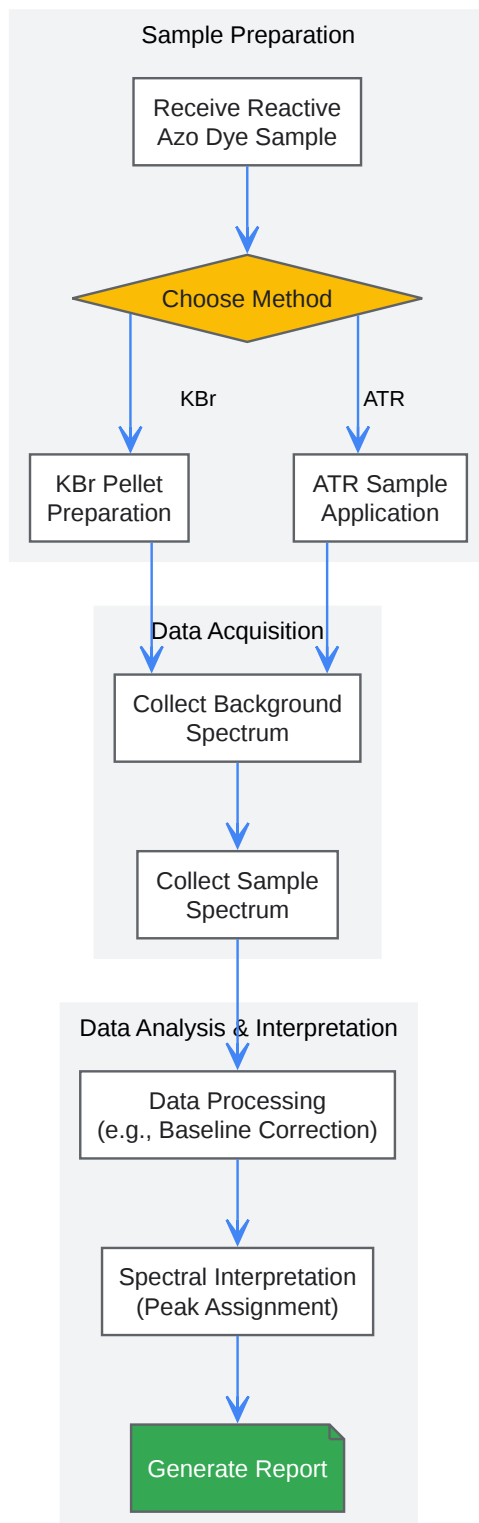 Sample Preparation
Receive Reactive
Azo Dye Sample
Choose Method
KBr
ATR
KBr Pellet
Preparation
ATR Sample
Application
Data Acquisition
Collect Background
Spectrum
Collect Sample
Spectrum
Data Analysis & Interpretation
Data Processing
(e.g., Baseline Correction)
Spectral Interpretation
(Peak Assignment)
Generate Report